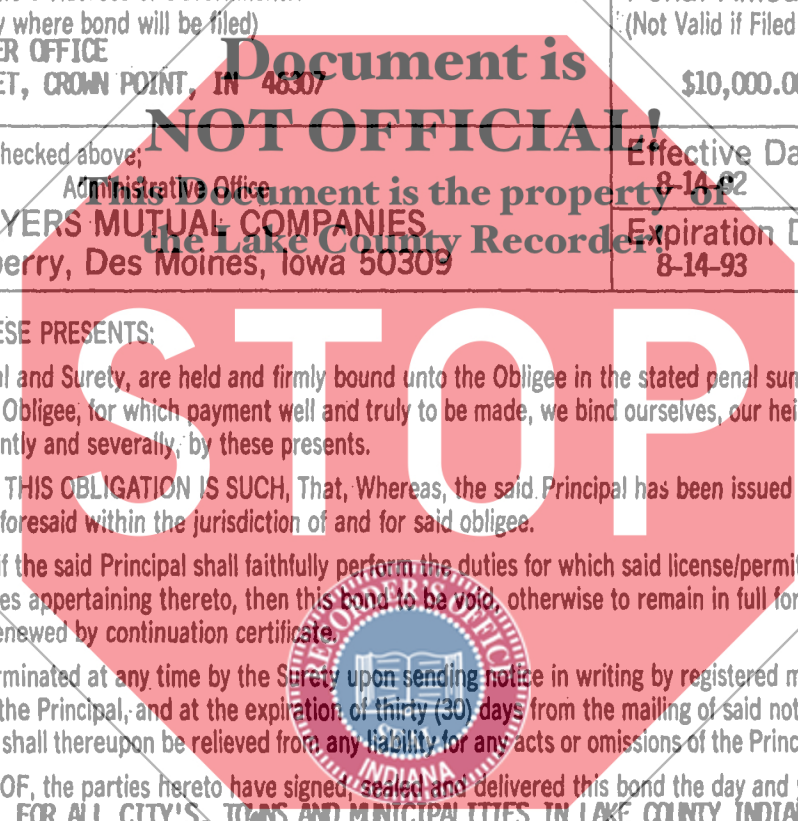 y where bond will be filed)
(Not Valid if Filed
ER OFFICE
ET, CROWN POINT, IN 46307
$10,000.00
Document is
NOT OFFICIAL!
This Document is the property of
the Lake County Recorder!
hecked above;
Effective Da
Administrative Office
8-14-92
YERS MUTUAL COMPANIES
Expiration D
berry, Des Moines, Iowa 50309
8-14-93
STOP
ESE PRESENTS:
al and Surety, are held and firmly bound unto the Obligee in the stated penal sum
Obligee, for which payment well and truly to be made, we bind ourselves, our hei
ntly and severally, by these presents.
THIS OBLIGATION IS SUCH, That, Whereas, the said Principal has been issued
foresaid within the jurisdiction of and for said obligee.
if the said Principal shall faithfully perform the duties for which said license/permit
es appertaining thereto, then this bond to be void, otherwise to remain in full for
enewed by continuation certificate.
rminated at any time by the Surety upon sending notice in writing by registered m
the Principal, and at the expiration of thirty (30) days from the mailing of said not
shall thereupon be relieved from any liability for any acts or omissions of the Princ
OF, the parties hereto have signed, sealed and delivered this bond the day and
FOR ALL CITY'S, TOWNS AND MUNICIPALITIES IN LAKE COUNTY INDIA
RECORDER'S OFFICE
SEAL
INDIANA